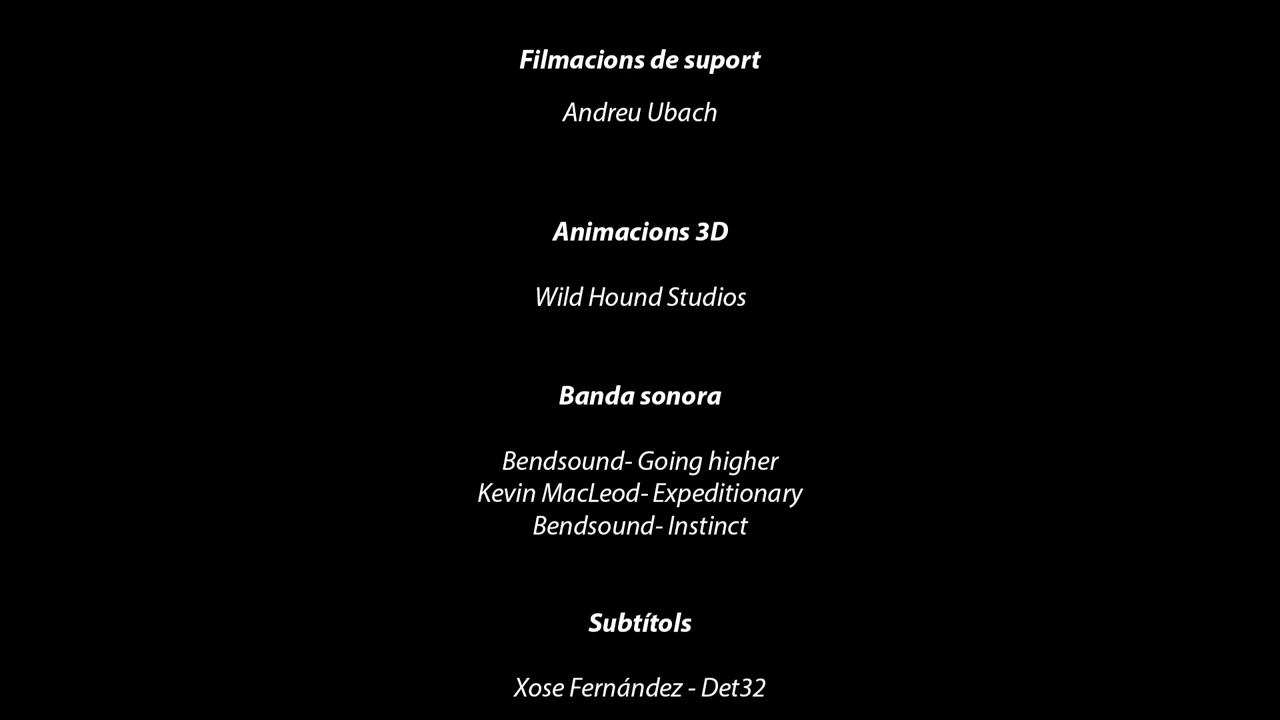 Filmacions de suport
Andreu Ubach
Animacions 3D
Wild Hound Studios
Banda sonora
Bendsound- Going higher
Kevin MacLeod- Expeditionary
Bendsound- Instinct
Subtítols
Xose Fernández - Det32